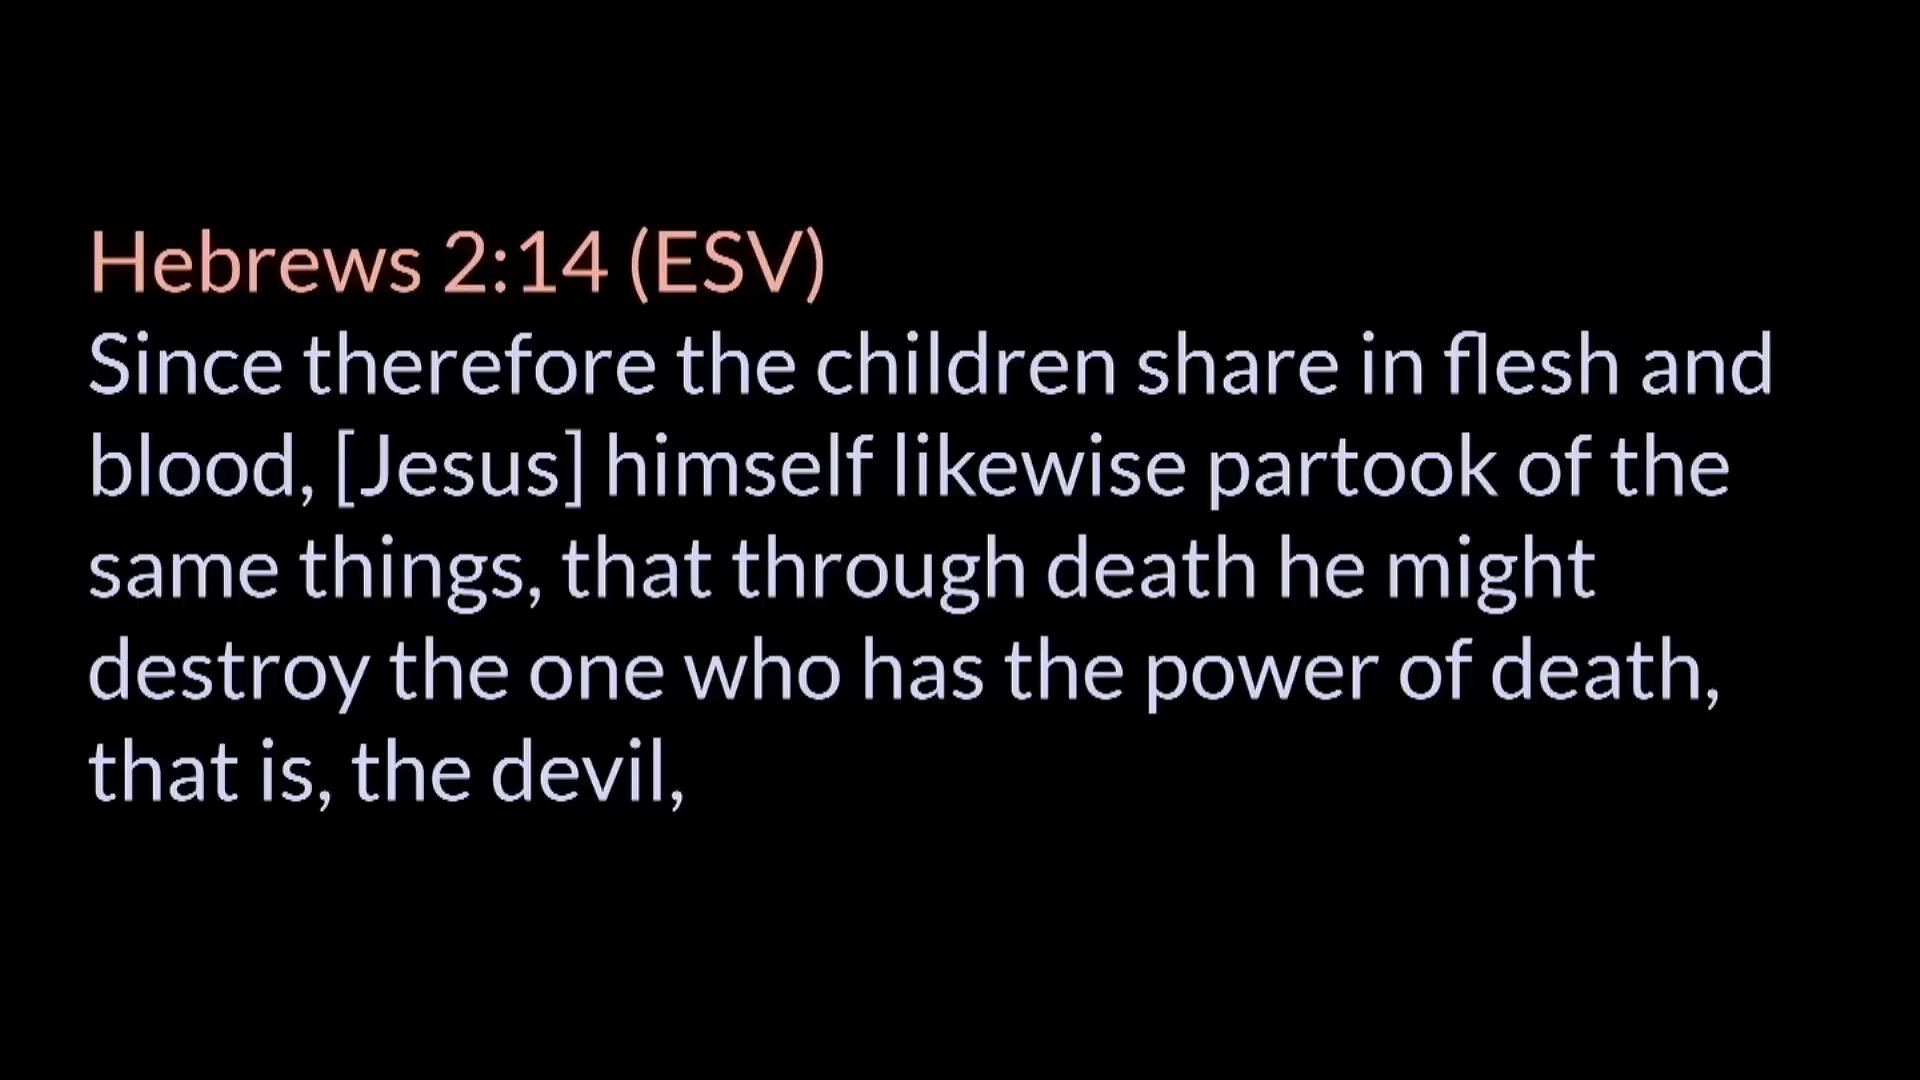 Hebrews 2:14 (ESV)
Since therefore the children share in flesh and
blood, [Jesus] himself likewise partook of the
same things, that through death he might
destroy the one who has the power of death,
that is, the devil,